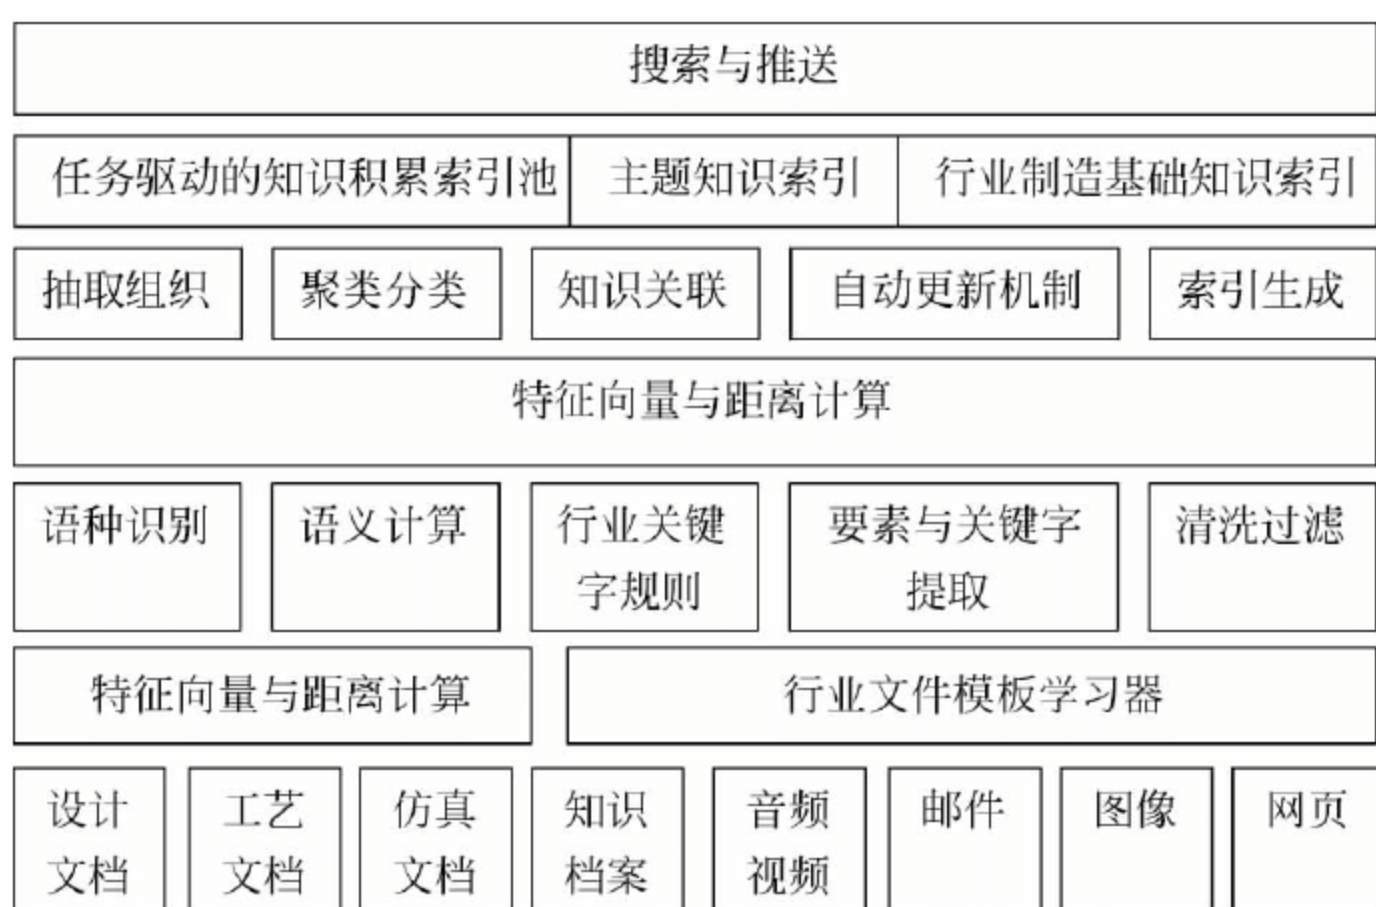 搜索与推送
任务驱动的知识积累索引池 主题知识索引 行业制造基础知识索引
抽取组织 聚类分类 知识关联 自动更新机制 索引生成
特征向量与距离计算
语种识别 语义计算 行业关键 要素与关键字 清洗过滤
字规则 提取
特征向量与距离计算 行业文件模板学习器
设计 工艺 仿真 知识 音频 邮件 图像 网页
文档 文档 文档 档案 视频